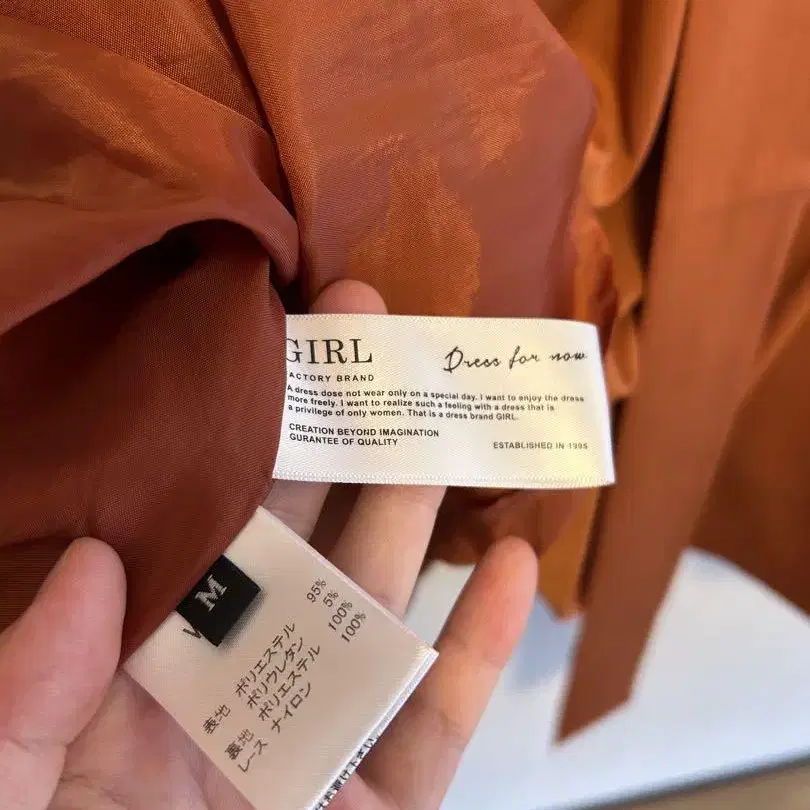 GIRL
Dress for now
FACTORY BRAND
A dress dose not wear only on a special day. I want to enjoy the dress
more freely. I want to realize such a feeling with a dress that is
a privilege of only women. That is a dress brand GIRL.
CREATION BEYOND IMAGINATION
GURANTEE OF QUALITY
ESTABLISHED IN 1995
M
表地 ポリエステル 95%
ポリウレタン 5%
裏地 ポリエステル 100%
レース ナイロン 100%